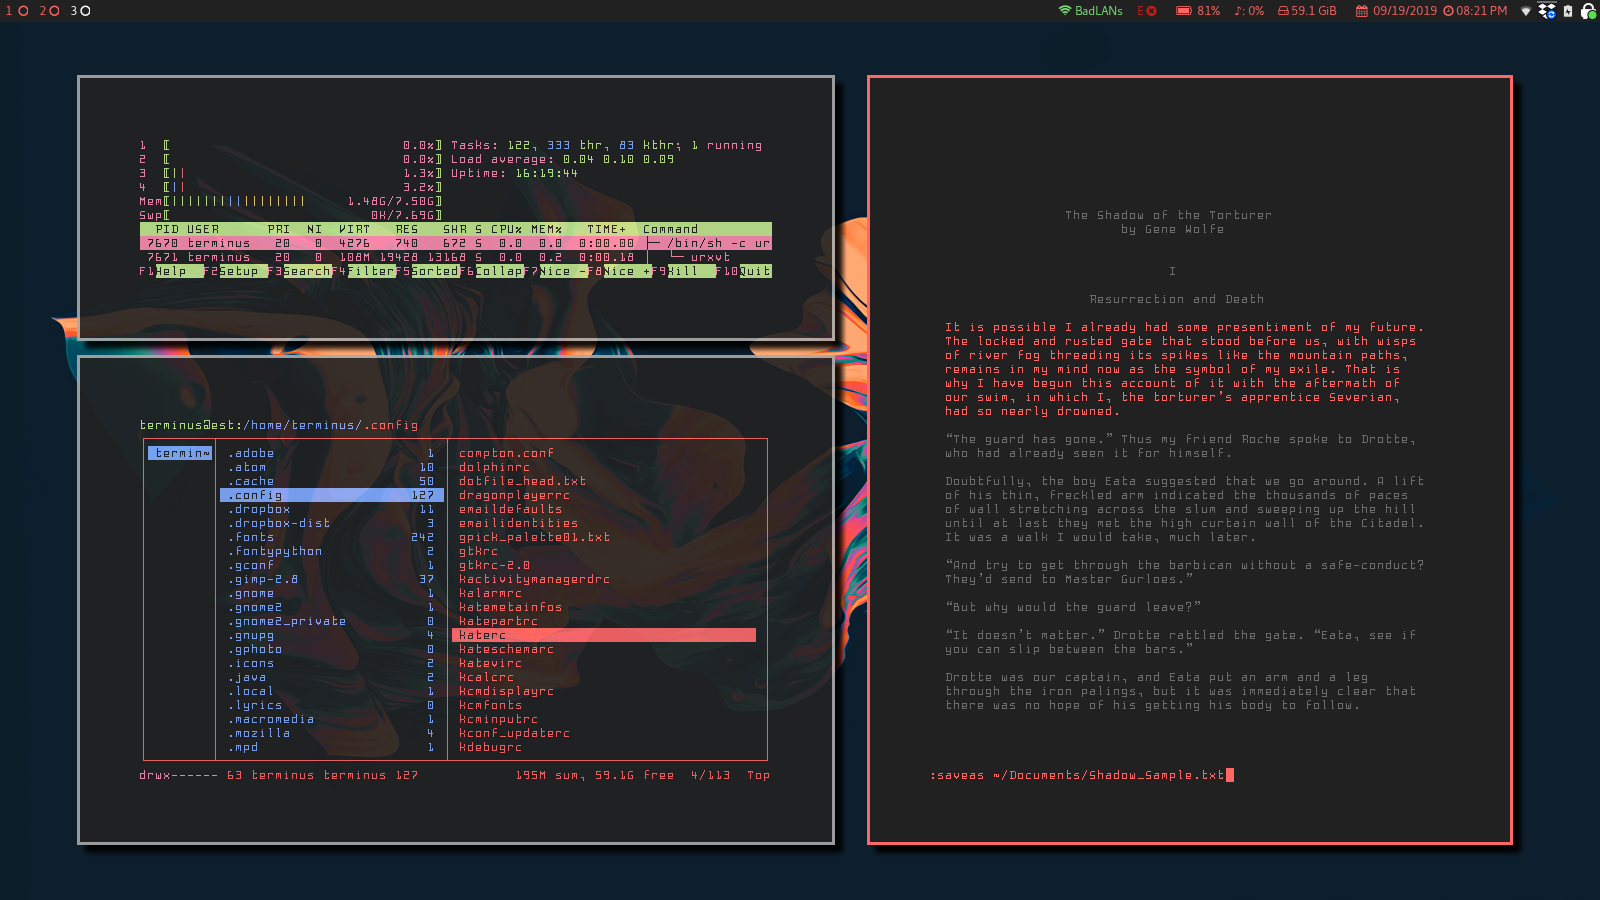 1 2 3 BadLANs E 81% ♪: 0% 59.1 GiB 09/19/2019 08:21 PM
1 [ 0.0%] Tasks: 122, 333 thr, 83 kthr; 1 running
2 [ 0.0%] Load average: 0.04 0.10 0.09
3 [|| 1.3%] Uptime: 16:19:44
4 [|| 3.2%]
Mem[||||||||||||||||| 1.48G/7.50G]
Swp[ 0K/7.69G]
PID USER PRI NI VIRT RES SHR S CPU% MEM% TIME+ Command
7670 terminus 20 0 4276 740 672 S 0.0 0.0 0:00.00 ├─ /bin/sh -c ur
7671 terminus 20 0 108M 19428 13168 S 0.0 0.2 0:00.18 │ └─ urxvt
F1Help F2Setup F3Search F4Filter F5Sorted F6Collap F7Nice - F8Nice + F9Kill F10Quit
terminus@est:/home/terminus/.config
termin~ .adobe 1 compton.conf
.atom 10 dolphinrc
.cache 50 dotfile_head.txt
.config 127 dragonplayerrc
.dropbox 11 emaildefaults
.dropbox-dist 3 emailidentities
.fonts 242 gpick_palette01.txt
.fontypython 2 gtkrc
.gconf 1 gtkrc-2.0
.gimp-2.8 37 kactivitymanagerdrc
.gnome 1 kalarmrc
.gnome2 1 katemetainfos
.gnome2_private 0 katepartrc
.gnupg 4 katerc
.gphoto 0 kateschemarc
.icons 2 katevirc
.java 2 kcalcrc
.local 1 kcmdisplayrc
.lyrics 0 kcmfonts
.macromedia 1 kcminputrc
.mozilla 4 kconf_updaterc
.mpd 1 kdebugrc
drwx------ 63 terminus terminus 127 195M sum, 59.1G free 4/113 Top
The Shadow of the Torturer
by Gene Wolfe
I
Resurrection and Death
It is possible I already had some presentiment of my future.
The locked and rusted gate that stood before us, with wisps
of river fog threading its spikes like the mountain paths,
remains in my mind now as the symbol of my exile. That is
why I have begun this account of it with the aftermath of
our swim, in which I, the torturer's apprentice Severian,
had so nearly drowned.
“The guard has gone.” Thus my friend Roche spoke to Drotte,
who had already seen it for himself.
Doubtfully, the boy Eata suggested that we go around. A lift
of his thin, freckled arm indicated the thousands of paces
of wall stretching across the slum and sweeping up the hill
until at last they met the high curtain wall of the Citadel.
It was a walk I would take, much later.
“And try to get through the barbican without a safe-conduct?
They'd send to Master Gurloes.”
“But why would the guard leave?”
“It doesn't matter.” Drotte rattled the gate. “Eata, see if
you can slip between the bars.”
Drotte was our captain, and Eata put an arm and a leg
through the iron palings, but it was immediately clear that
there was no hope of his getting his body to follow.
:saveas ~/Documents/Shadow_Sample.txt